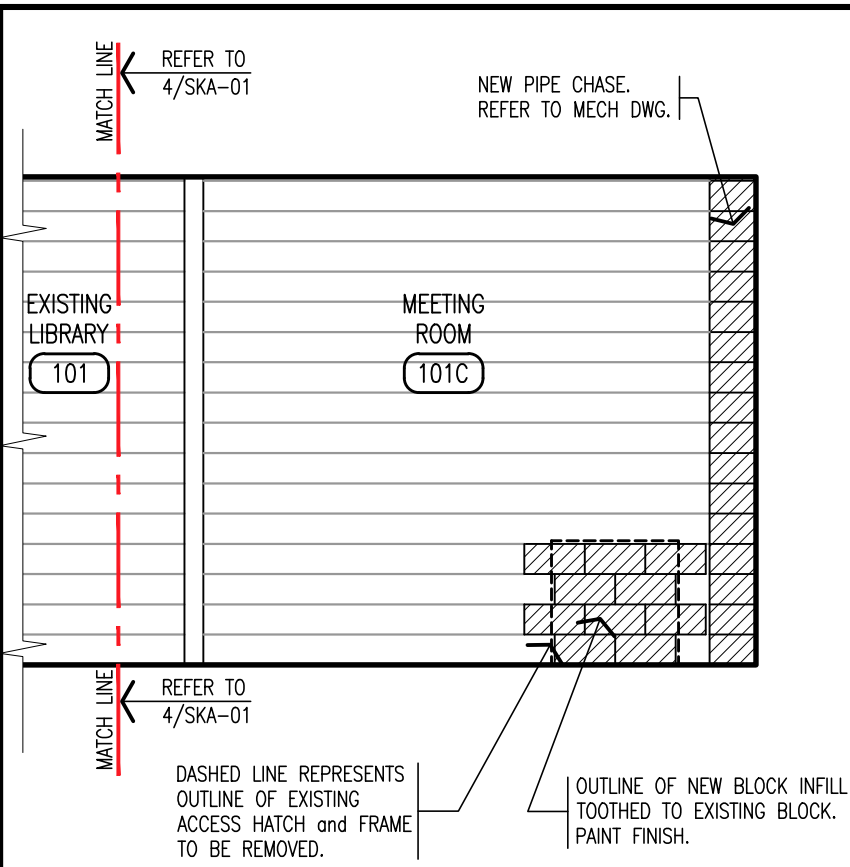 MATCH LINE
REFER TO
4/SKA-01
NEW PIPE CHASE.
REFER TO MECH DWG.
EXISTING
LIBRARY
101
MEETING
ROOM
101C
MATCH LINE
REFER TO
4/SKA-01
DASHED LINE REPRESENTS
OUTLINE OF EXISTING
ACCESS HATCH and FRAME
TO BE REMOVED.
OUTLINE OF NEW BLOCK INFILL
TOOTHED TO EXISTING BLOCK.
PAINT FINISH.